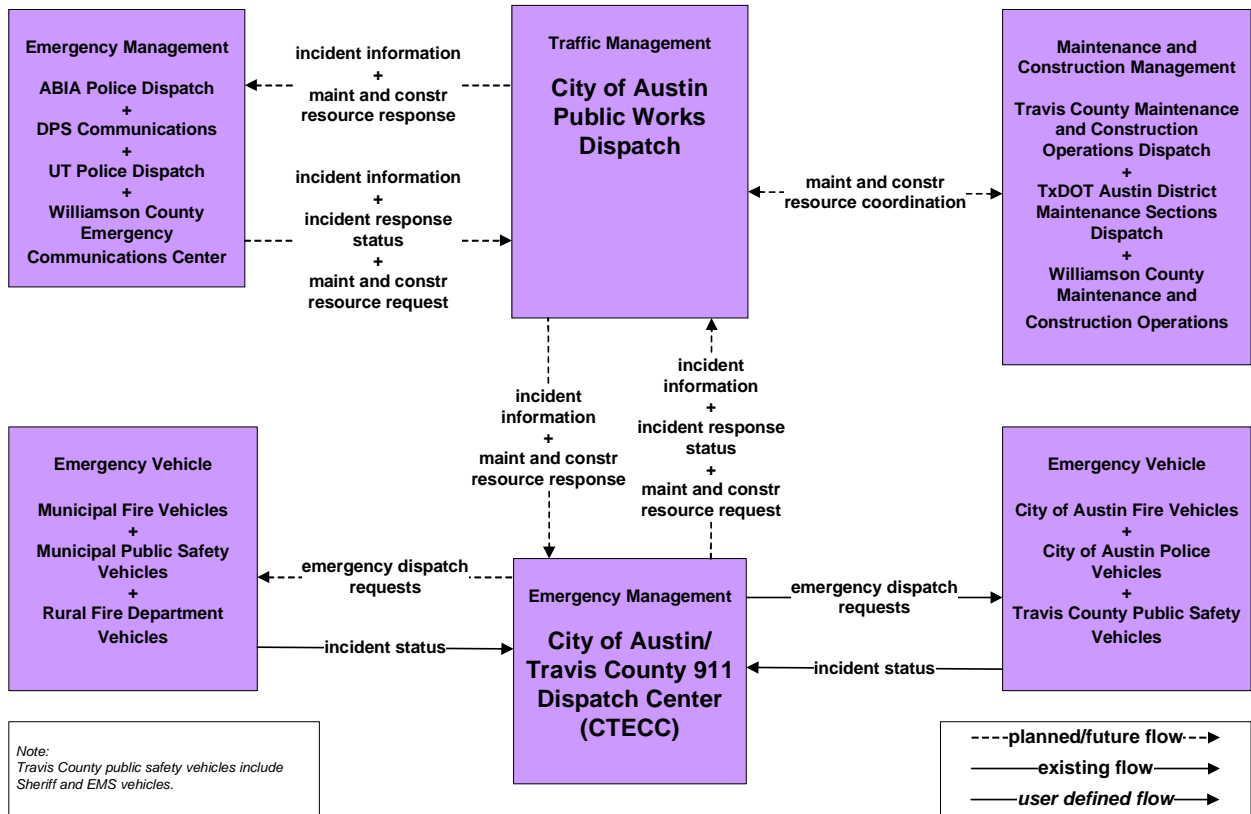 Emergency Management
ABIA Police Dispatch
+
DPS Communications
+
UT Police Dispatch
+
Williamson County
Emergency
Communications Center
incident information
+
maint and constr
resource response
incident information
+
incident response
status
+
maint and constr
resource request
Traffic Management
City of Austin
Public Works
Dispatch
maint and constr
resource coordination
Maintenance and
Construction Management
Travis County Maintenance
and Construction
Operations Dispatch
+
TxDOT Austin District
Maintenance Sections
Dispatch
+
Williamson County
Maintenance and
Construction Operations
incident
information
+
maint and constr
resource response
incident
information
+
incident response
status
+
maint and constr
resource request
Emergency Vehicle
Municipal Fire Vehicles
+
Municipal Public Safety
Vehicles
+
Rural Fire Department
Vehicles
emergency dispatch
requests
incident status
Emergency Management
City of Austin/
Travis County 911
Dispatch Center
(CTECC)
emergency dispatch
requests
incident status
Emergency Vehicle
City of Austin Fire Vehicles
+
City of Austin Police
Vehicles
+
Travis County Public Safety
Vehicles
Note:
Travis County public safety vehicles include
Sheriff and EMS vehicles.
planned/future flow
existing flow
user defined flow